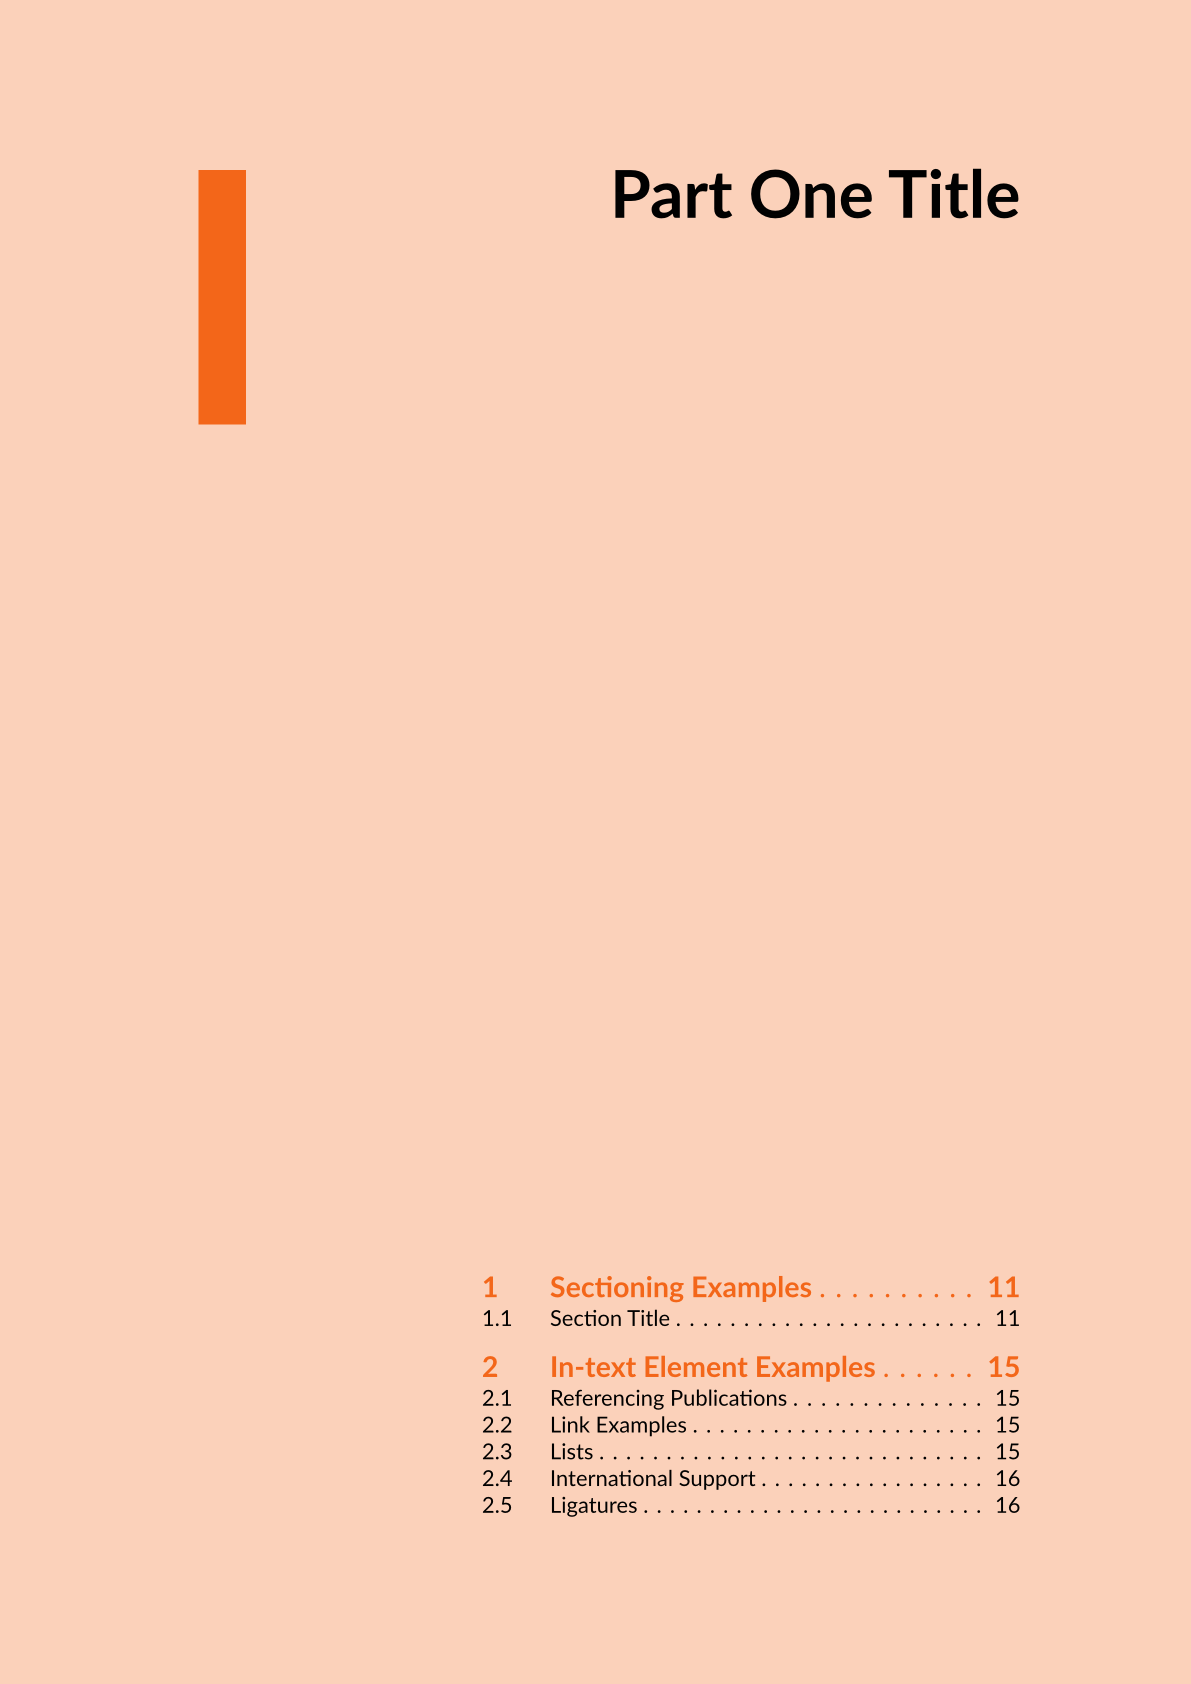 I
Part One Title
1 Sectioning Examples . . . . . . . . . . 11
1.1 Section Title . . . . . . . . . . . . . . . . . . . . . . . 11
2 In-text Element Examples . . . . . . 15
2.1 Referencing Publications . . . . . . . . . . . . . . 15
2.2 Link Examples . . . . . . . . . . . . . . . . . . . . . . 15
2.3 Lists . . . . . . . . . . . . . . . . . . . . . . . . . . . . . 15
2.4 International Support . . . . . . . . . . . . . . . . . 16
2.5 Ligatures . . . . . . . . . . . . . . . . . . . . . . . . . . 16